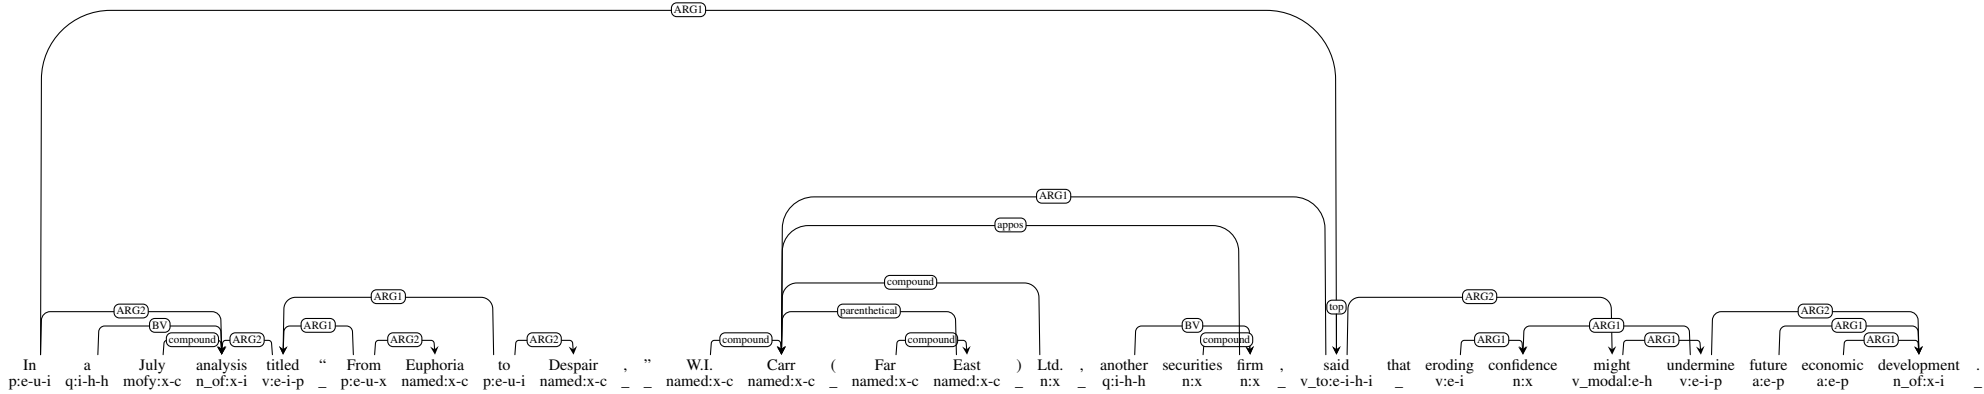 ARG1
ARG1
appos
compound
ARG1 top ARG2
ARG2 parenthetical ARG2
BV ARG1 BV ARG1 ARG1
compound ARG2 ARG2 ARG2 compound compound compound ARG1 ARG1 ARG1
In a July analysis titled “ From Euphoria to Despair , ” W.I. Carr ( Far East ) Ltd. , another securities firm , said that eroding confidence might undermine future economic development .
p:e-u-i q:i-h-h mofy:x-c n_of:x-i v:e-i-p _ p:e-u-x named:x-c p:e-u-i named:x-c _ _ named:x-c named:x-c _ named:x-c named:x-c _ n:x _ q:i-h-h n:x n:x _ v_to:e-i-h-i _ v:e-i n:x v_modal:e-h v:e-i-p a:e-p a:e-p n_of:x-i _